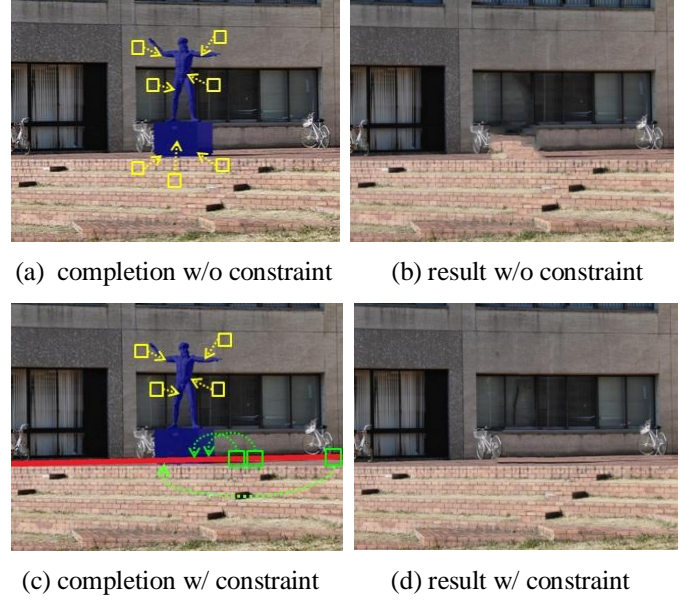 (a) completion w/o constraint
(b) result w/o constraint
(c) completion w/ constraint
(d) result w/ constraint